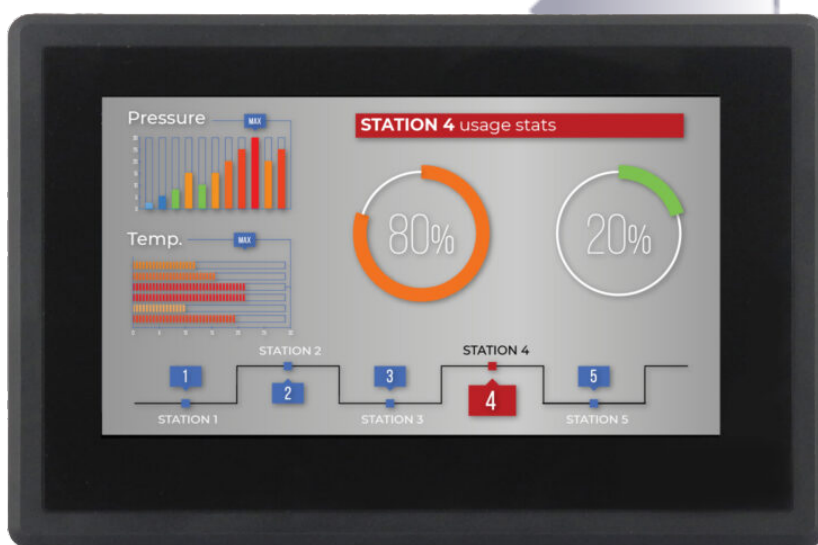 Pressure
MAX
STATION 4 usage stats
80%
20%
Temp.
MAX
STATION 2
STATION 4
1
3
5
2
4
STATION 1
STATION 3
STATION 5